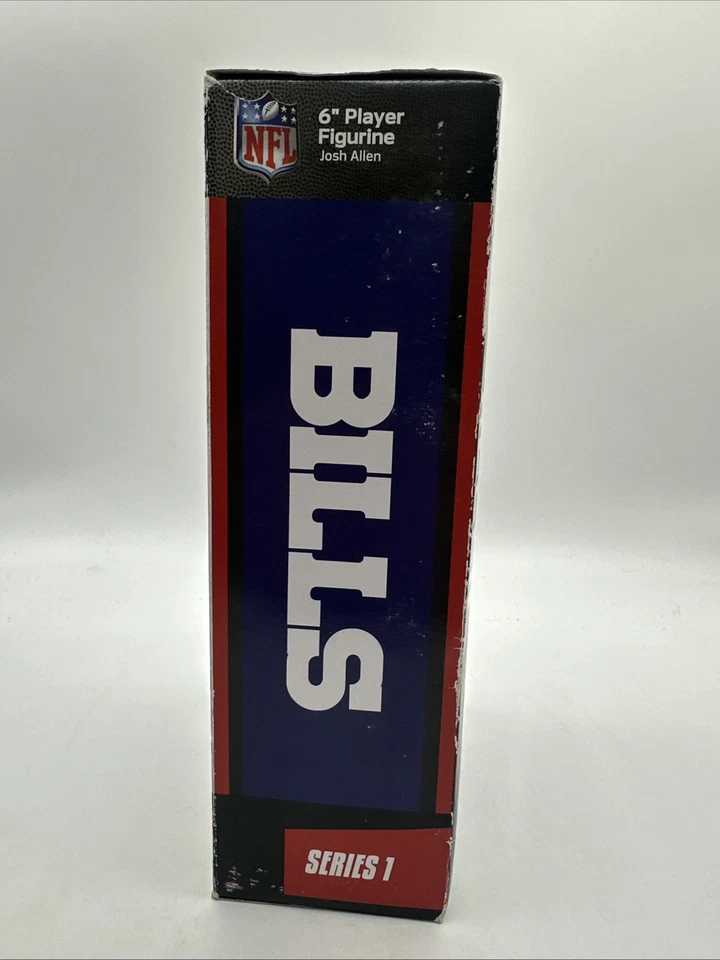 NFL
6" Player
Figurine
Josh Allen
BILLS
SERIES 1